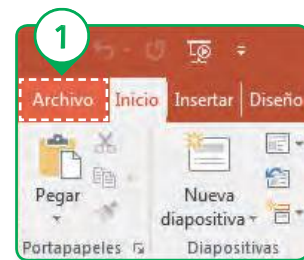 1
Archivo Inicio Insertar Diseño
Pegar
Nueva
diapositiva
Portapapeles Diapositivas